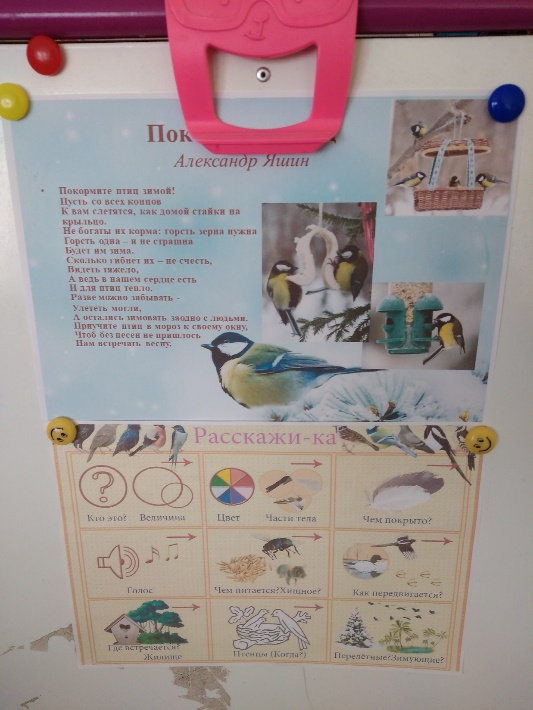 Пок
Александр Яшин
• Покормите птиц зимой!
Пусть со всех концов
К вам слетятся, как домой стайки на
крыльцо.
Не богаты их корма: горсть зерна нужна
Горсть одна – и не страшна
Будет им зима.
Сколько гибнет их – не счесть,
Видеть тяжело,
А ведь в нашем сердце есть
И для птиц тепло.
Разве можно забывать -
Улететь могли,
А остались зимовать заодно с людьми.
Приучите птиц в мороз к своему окну,
Чтоб без песен не пришлось
Нам встречать весну.
Расскажи-ка
Кто это? Величина
Цвет Части тела
Чем покрыто?
Голос
Чем питается?Хищное?
Как передвигается?
Где встречается?
Жилище
Птенцы (Когда?)
Перелётные?Зимующие?